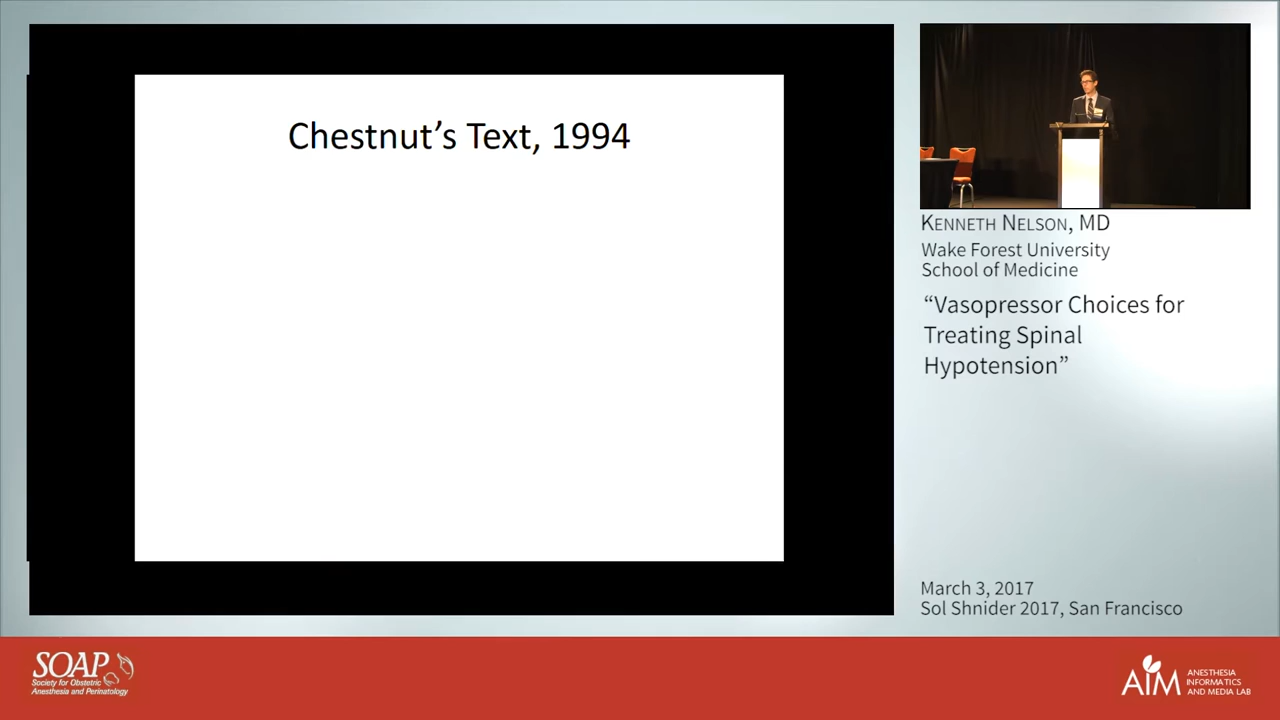 Chestnut's Text, 1994
KENNETH NELSON, MD
Wake Forest University
School of Medicine
“Vasopressor Choices for
Treating Spinal
Hypotension”
March 3, 2017
Sol Shnider 2017, San Francisco
SOAP
Society for Obstetric
Anesthesia and Perinatology
AIM
ANESTHESIA
INFORMATICS
AND MEDIA LAB